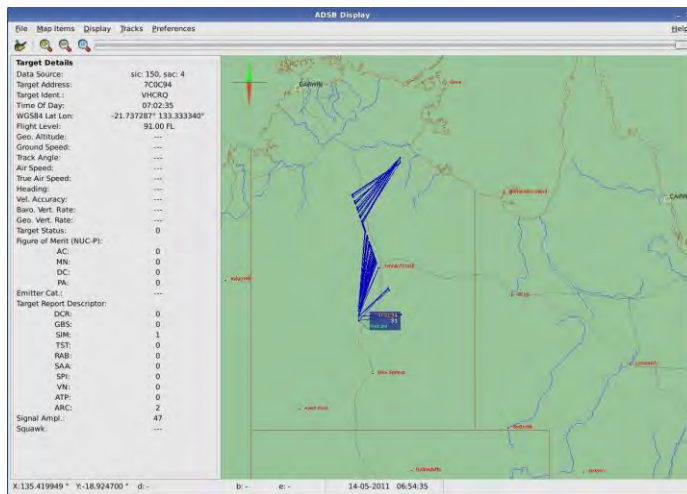 ADSB Display
File Map Items Display Tracks Preferences Help
Target Details
Data Source: sic: 150, sac: 4
Target Address: 7C0C94
Target Ident.: VHCRQ
Time Of Day: 07:02:35
WGS84 Lat Lon: -21.737287° 133.333340°
Flight Level: 91.00 FL
Geo. Altitude: ---
Ground Speed: ---
Track Angle: ---
Air Speed: ---
True Air Speed: ---
Heading: ---
Vel. Accuracy: ---
Baro. Vert. Rate: ---
Geo. Vert. Rate: ---
Target Status: 0
Figure of Merit (NUC-P):
AC: 0
MN: 0
DC: 0
PA: 0
Emitter Cat.: ---
Target Report Descriptor:
DCR: 0
GBS: 0
SIM: 1
TST: 0
RAB: 0
SAA: 0
SPI: 0
VN: 0
ATP: 0
ARC: 2
Signal Ampl.: 47
Squawk: ---
DARWIN
CAIRN
91
X:135.419949 ° Y:-18.924700 ° d: - b: - e: - 14-05-2011 06:54:35